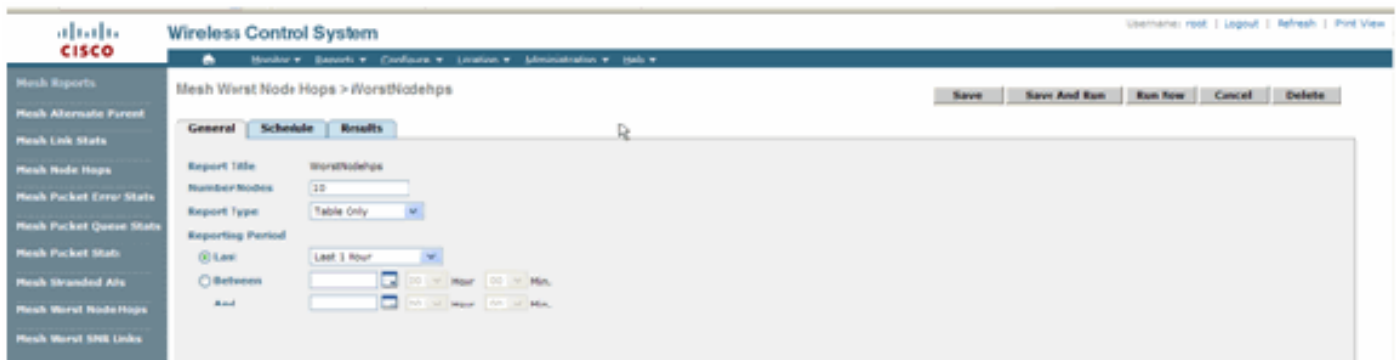 Username: root | Logout | Refresh | Print View
CISCO
Wireless Control System
Monitor Reports Configure Location Administration Help
Mesh Reports
Mesh Alternate Parent
Mesh Link Stats
Mesh Node Hops
Mesh Packet Error Stats
Mesh Packet Queue Stats
Mesh Packet Stats
Mesh Stranded APs
Mesh Worst Node Hops
Mesh Worst SNR Links
Mesh Worst Node Hops > WorstNodehps
Save Save And Run Run Now Cancel Delete
General Schedule Results
Report Title WorstNodehps
Number Nodes 10
Report Type Table Only
Reporting Period
Last Last 1 Hour
Between 00 Hour 00 Min.
And 00 Hour 00 Min.